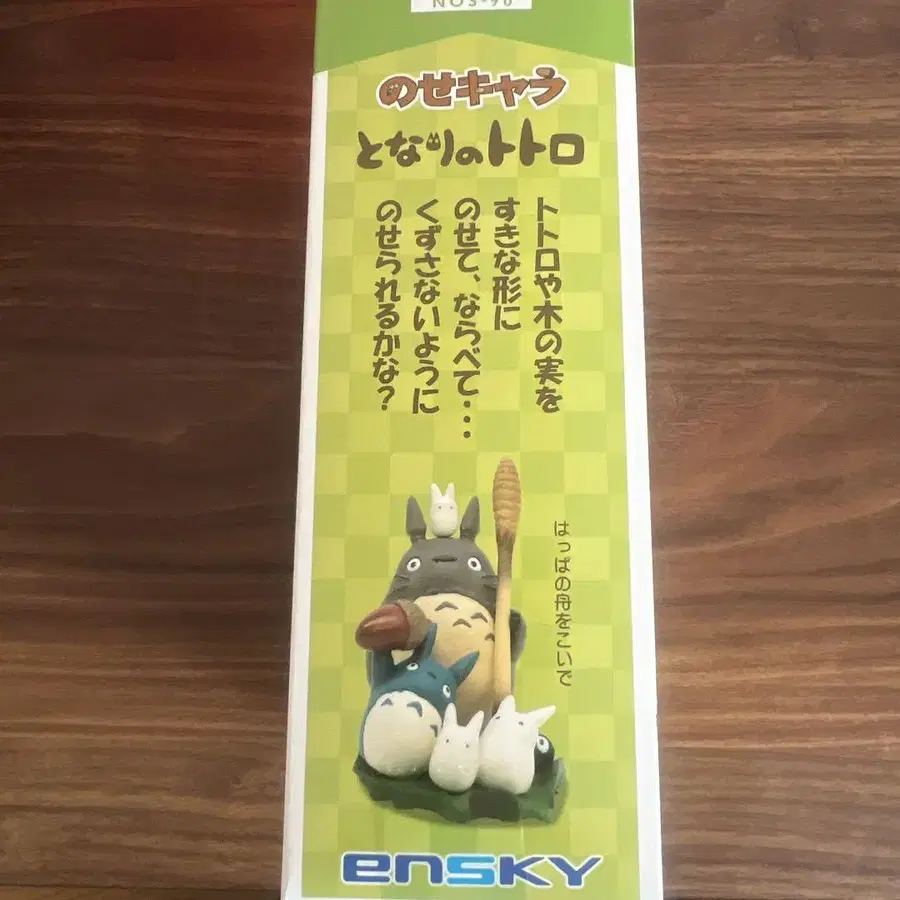 NOS-90
のせキャラ
となりのトトロ
トトロや木の実を
すきな形に
のせて、ならべて・・・
くずさないように
のせられるかな?
はっぱの舟をこいで
ensky